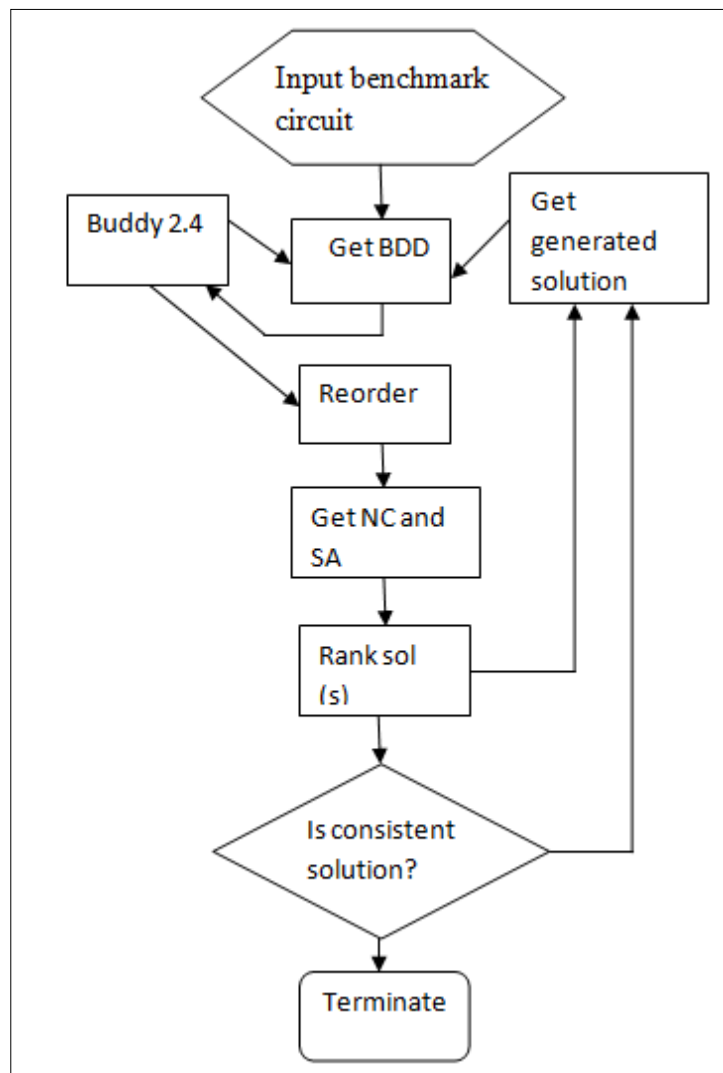 Input benchmark
circuit
Buddy 2.4
Get BDD
Get
generated
solution
Reorder
Get NC and
SA
Rank sol
(s)
Is consistent
solution?
Terminate